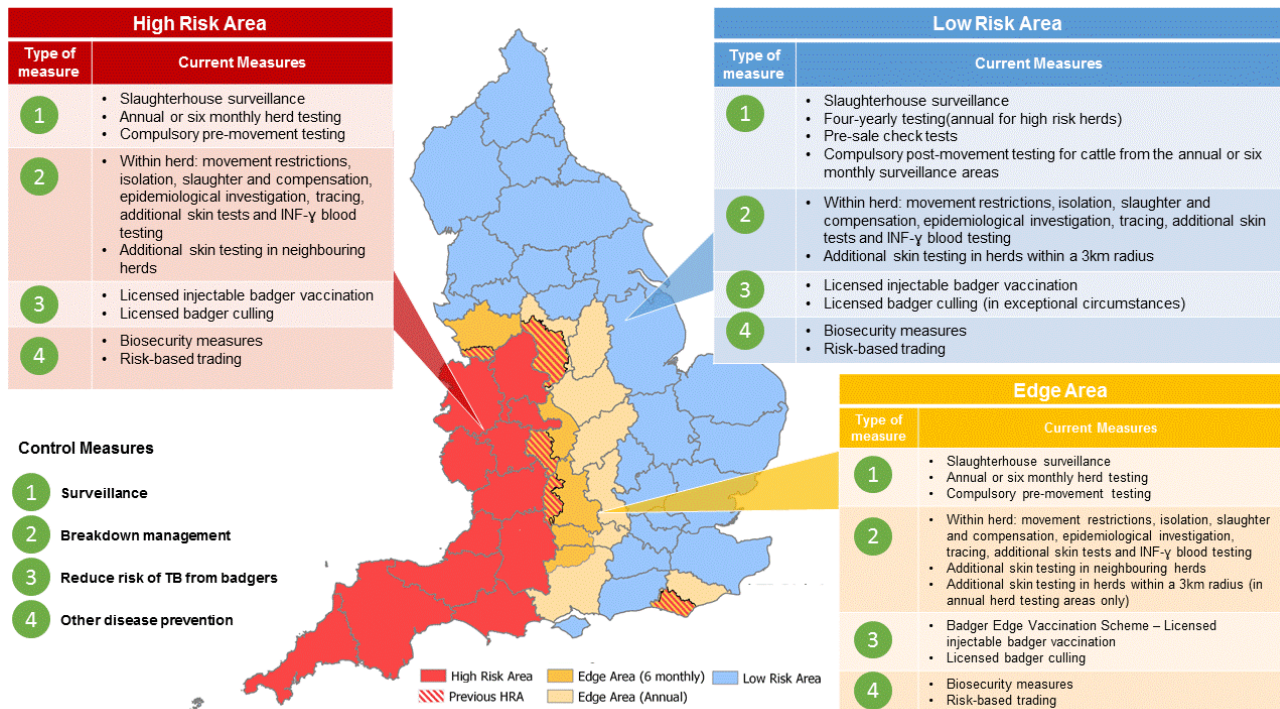 High Risk Area
Type of
measure
Current Measures
1
• Slaughterhouse surveillance
• Annual or six monthly herd testing
• Compulsory pre-movement testing
2
• Within herd: movement restrictions,
isolation, slaughter and compensation,
epidemiological investigation, tracing,
additional skin tests and INF-ɣ blood
testing
• Additional skin testing in neighbouring
herds
3
• Licensed injectable badger vaccination
• Licensed badger culling
4
• Biosecurity measures
• Risk-based trading
Low Risk Area
Type of
measure
Current Measures
1
• Slaughterhouse surveillance
• Four-yearly testing(annual for high risk herds)
• Pre-sale check tests
• Compulsory post-movement testing for cattle from the annual or six
monthly surveillance areas
2
• Within herd: movement restrictions, isolation, slaughter and
compensation, epidemiological investigation, tracing, additional skin
tests and INF-ɣ blood testing
• Additional skin testing in herds within a 3km radius
3
• Licensed injectable badger vaccination
• Licensed badger culling (in exceptional circumstances)
4
• Biosecurity measures
• Risk-based trading
Edge Area
Type of
measure
Current Measures
1
• Slaughterhouse surveillance
• Annual or six monthly herd testing
• Compulsory pre-movement testing
2
• Within herd: movement restrictions, isolation, slaughter
and compensation, epidemiological investigation,
tracing, additional skin tests and INF-ɣ blood testing
• Additional skin testing in neighbouring herds
• Additional skin testing in herds within a 3km radius (in
annual herd testing areas only)
3
• Badger Edge Vaccination Scheme – Licensed
injectable badger vaccination
• Licensed badger culling
4
• Biosecurity measures
• Risk-based trading
Control Measures
1 Surveillance
2 Breakdown management
3 Reduce risk of TB from badgers
4 Other disease prevention
High Risk Area
Edge Area (6 monthly)
Low Risk Area
Previous HRA
Edge Area (Annual)